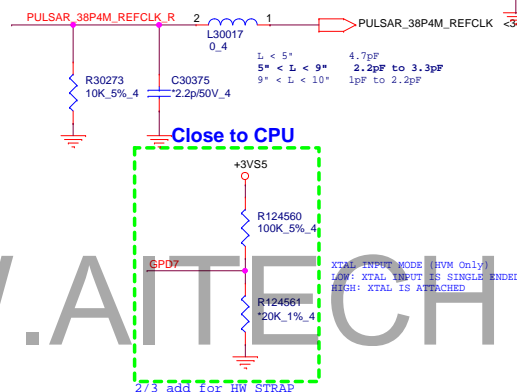 PULSAR_38P4M_REFCLK_R
2
1
PULSAR_38P4M_REFCLK <3
L30017
0_4
L < 5" 4.7pF
5" < L < 9" 2.2pF to 3.3pF
9" < L < 10" 1pF to 2.2pF
R30273
10K_5%_4
C30375
*2.2p/50V_4
Close to CPU
+3VS5
R124560
100K_5%_4
GPD7
XTAL INPUT MODE (HVM Only)
LOW: XTAL INPUT IS SINGLE ENDED
HIGH: XTAL IS ATTACHED
R124561
*20K_1%_4
.AITECH
2/3 add for HW STRAP